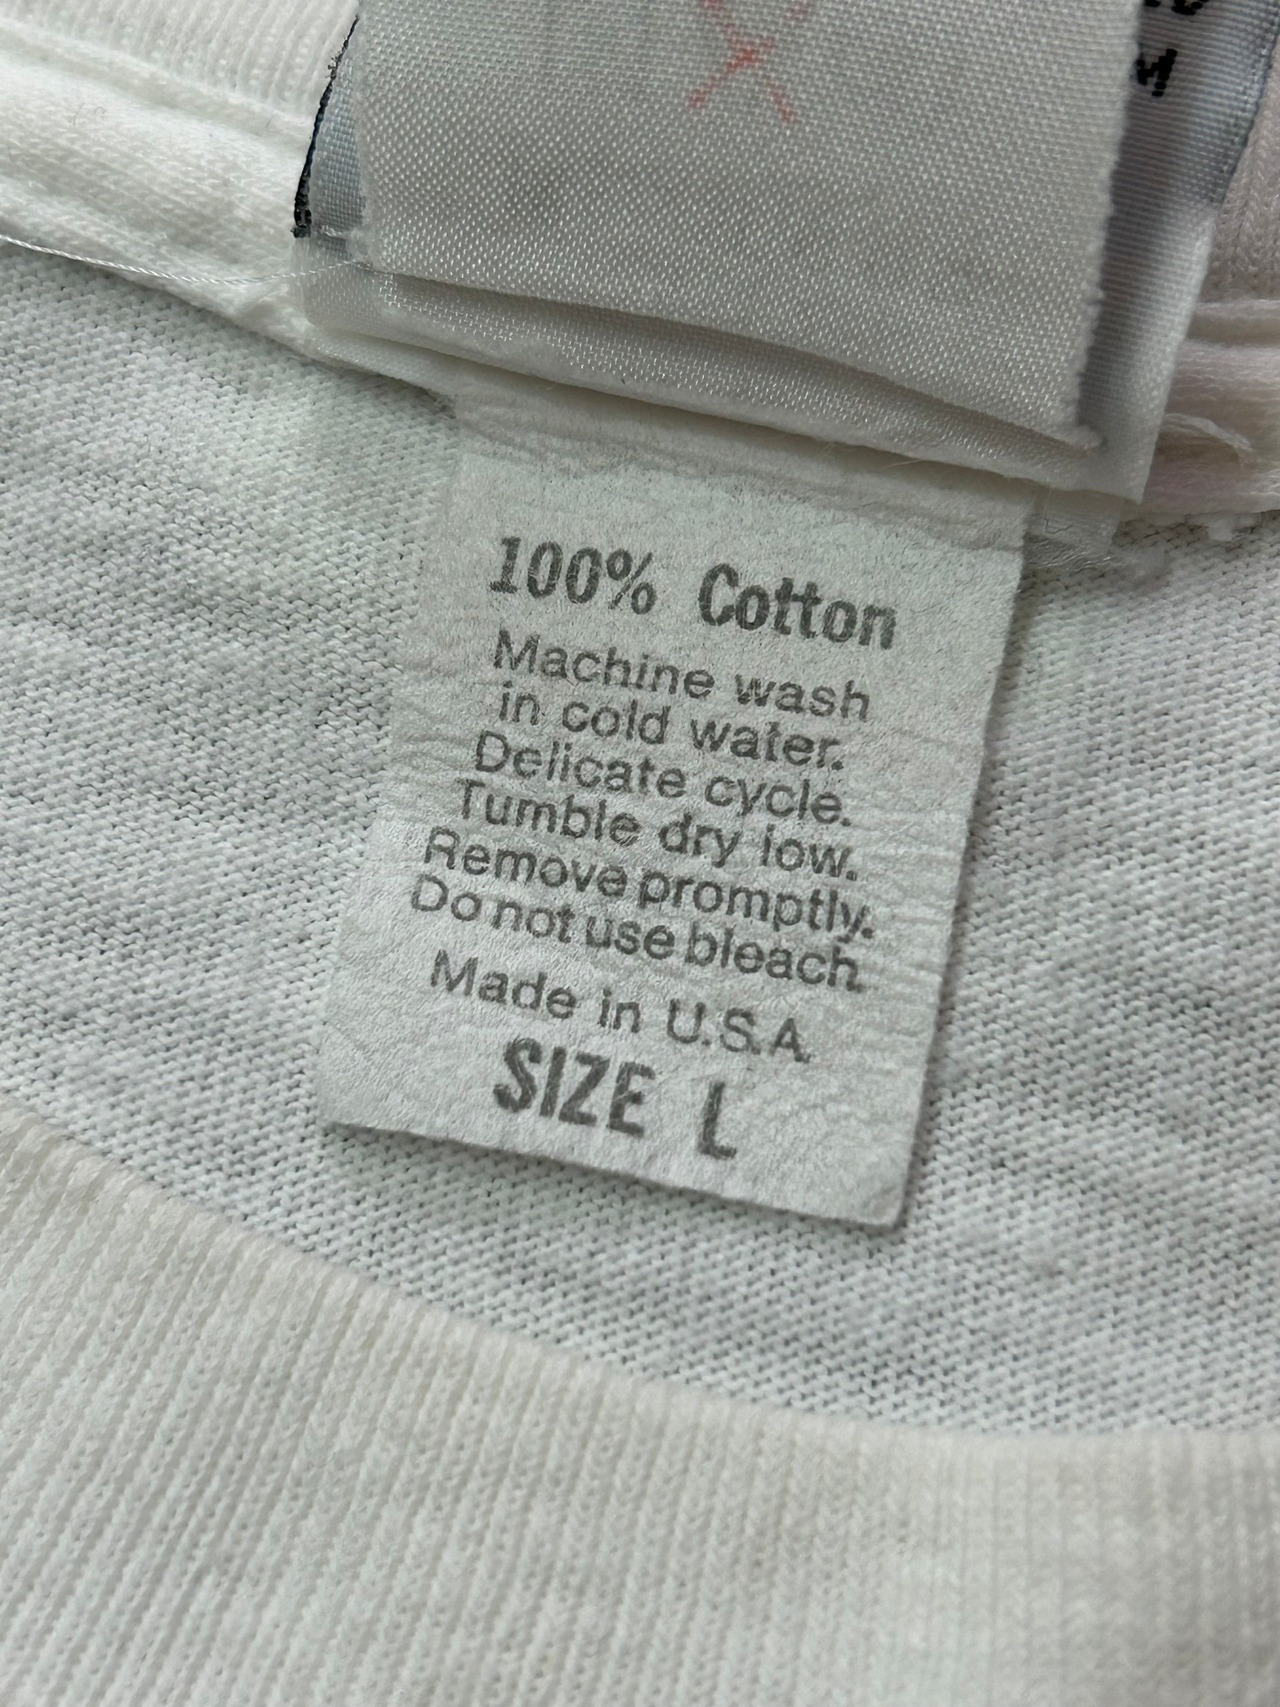 100% Cotton
Machine wash
in cold water.
Delicate cycle.
Tumble dry low.
Remove promptly.
Do not use bleach.
Made in U.S.A.
SIZE L